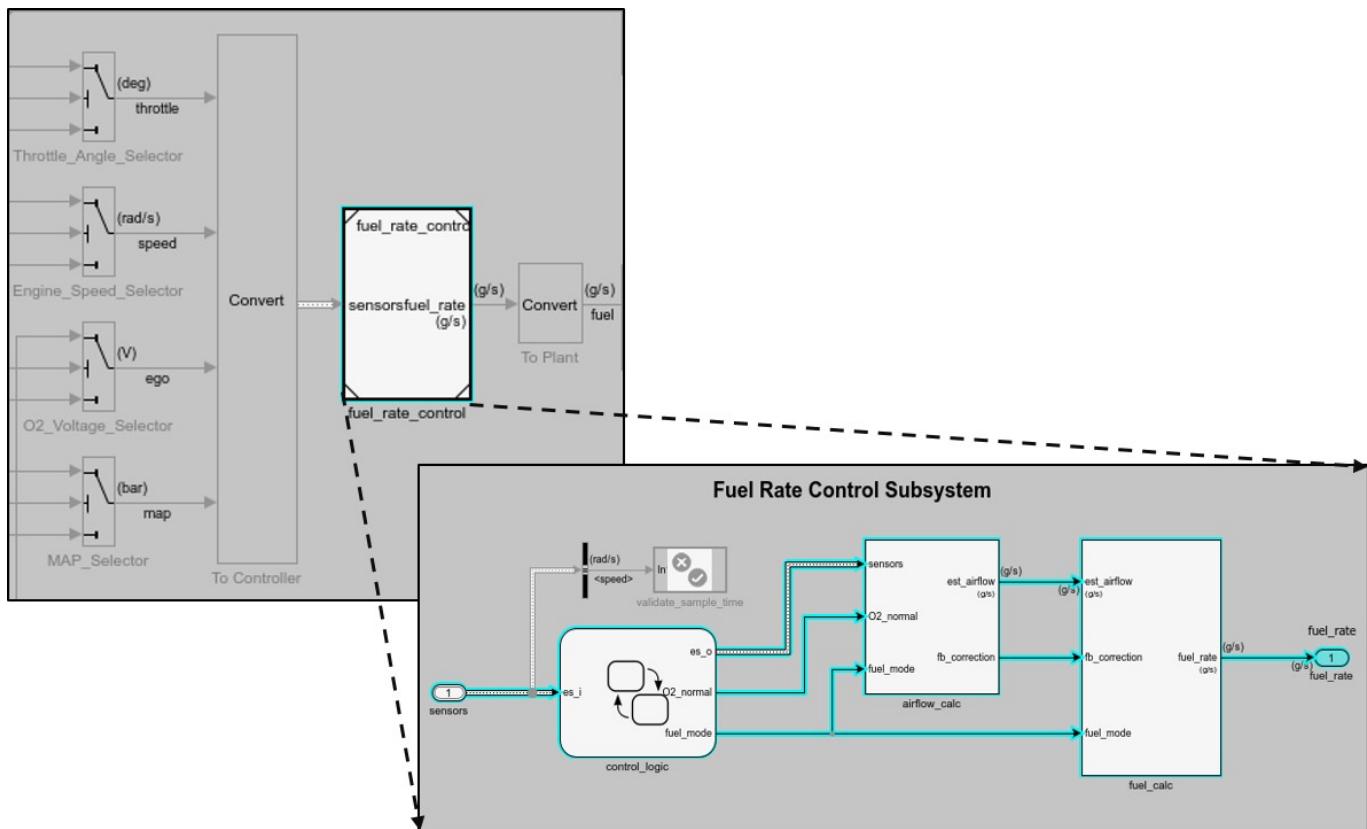 (deg)
throttle
Throttle_Angle_Selector
(rad/s)
speed
Engine_Speed_Selector
(V)
ego
O2_Voltage_Selector
(bar)
map
MAP_Selector
Convert
To Controller
fuel_rate_contro
sensorsfuel_rate
(g/s)
fuel_rate_control
(g/s)
Convert
To Plant
(g/s)
fuel
Fuel Rate Control Subsystem
1
sensors
(rad/s)
<speed>
In
validate_sample_time
es_i
es_o
O2_normal
fuel_mode
control_logic
sensors
O2_normal
fuel_mode
est_airflow
(g/s)
fb_correction
airflow_calc
(g/s)
(g/s)
est_airflow
(g/s)
fb_correction
fuel_mode
fuel_rate
(g/s)
fuel_calc
(g/s)
(g/s)
fuel_rate
1
fuel_rate